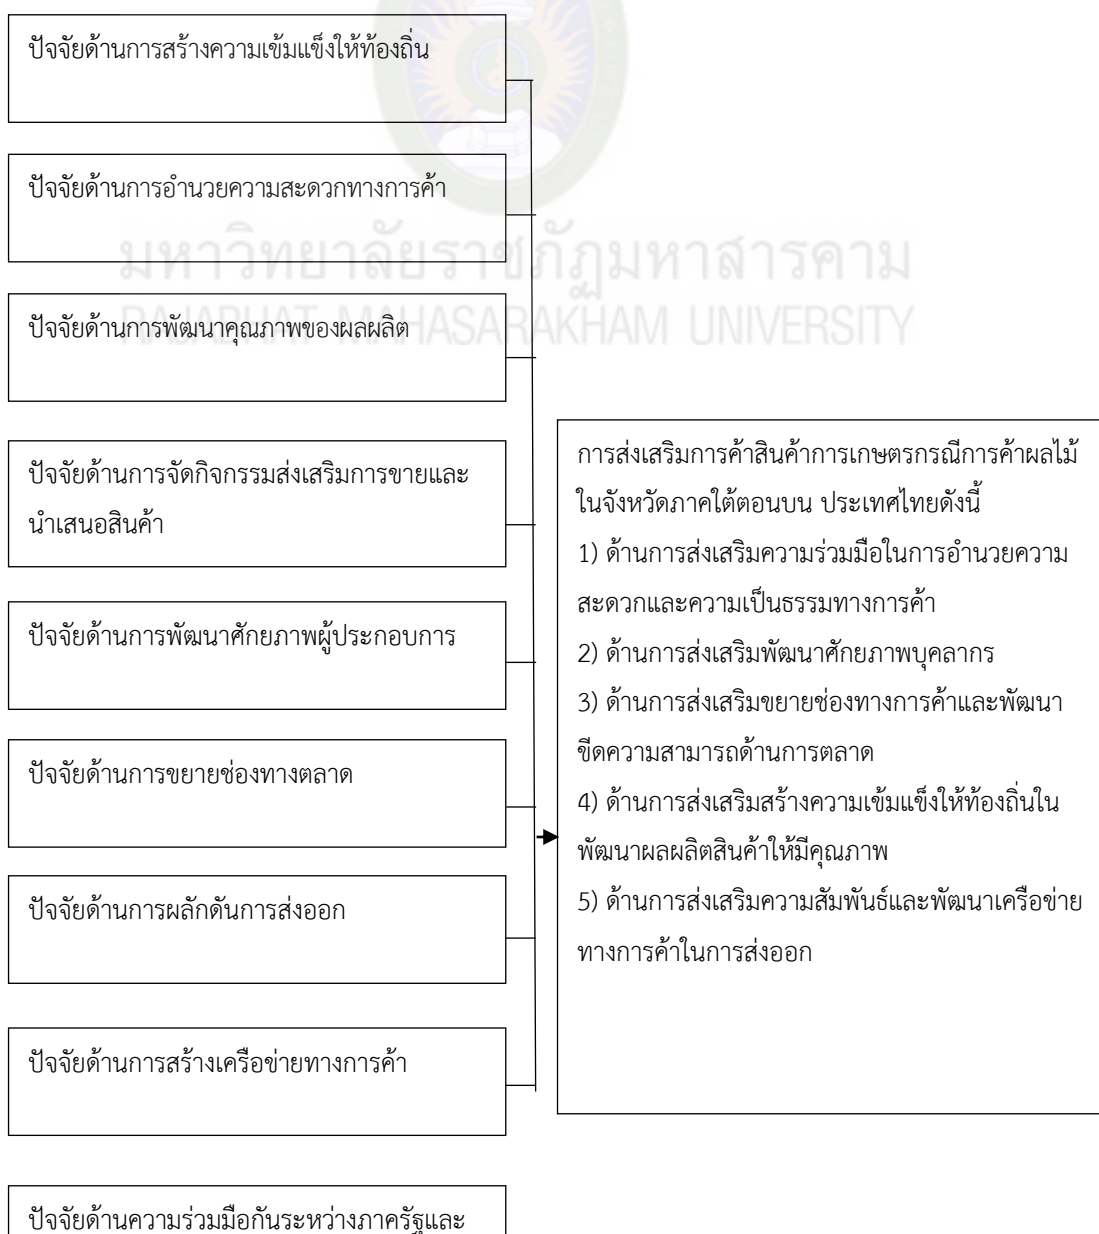 ปัจจัยด้านการสร้างความเข้มแข็งให้ท้องถิ่น
ปัจจัยด้านการอำนวยความสะดวกทางการค้า
มหาวิทยาลัยราชภัฏมหาสารคาม
RAJABHAT MAHASARAKHAM UNIVERSITY
ปัจจัยด้านการพัฒนาคุณภาพของผลผลิต
ปัจจัยด้านการจัดกิจกรรมส่งเสริมการขายและ
นำเสนอสินค้า
ปัจจัยด้านการพัฒนาศักยภาพผู้ประกอบการ
ปัจจัยด้านการขยายช่องทางตลาด
ปัจจัยด้านการผลักดันการส่งออก
ปัจจัยด้านการสร้างเครือข่ายทางการค้า
ปัจจัยด้านความร่วมมือกันระหว่างภาครัฐและ
การส่งเสริมการค้าสินค้าการเกษตรกรณีการค้าผลไม้
ในจังหวัดภาคใต้ตอนบน ประเทศไทยดังนี้
1) ด้านการส่งเสริมความร่วมมือในการอำนวยความ
สะดวกและความเป็นธรรมทางการค้า
2) ด้านการส่งเสริมพัฒนาศักยภาพบุคลากร
3) ด้านการส่งเสริมขยายช่องทางการค้าและพัฒนา
ขีดความสามารถด้านการตลาด
4) ด้านการส่งเสริมสร้างความเข้มแข็งให้ท้องถิ่นใน
พัฒนาผลผลิตสินค้าให้มีคุณภาพ
5) ด้านการส่งเสริมความสัมพันธ์และพัฒนาเครือข่าย
ทางการค้าในการส่งออก